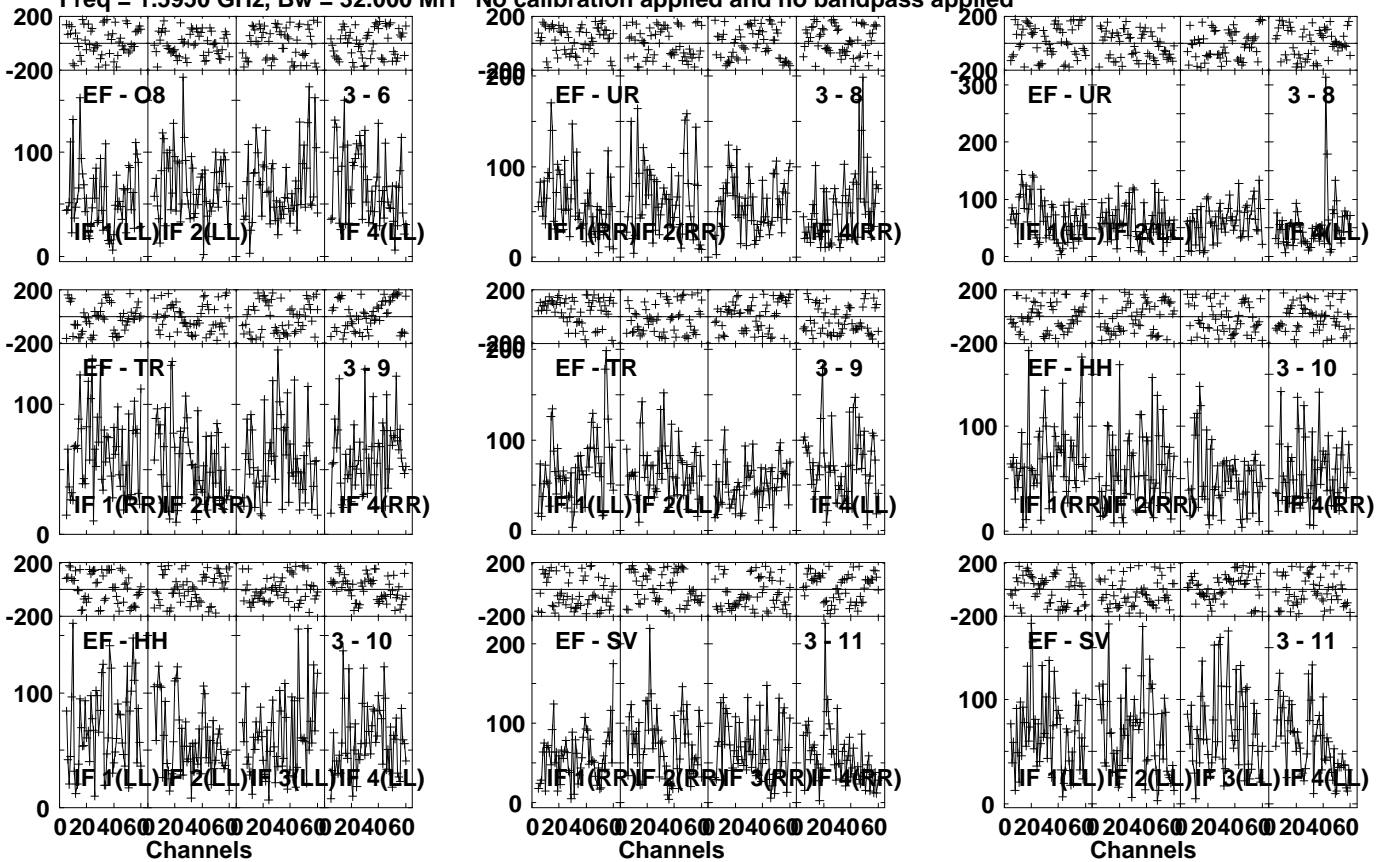 Freq = 1.5950 GHz, Bw = 32.000 MH No calibration applied and no bandpass applied
200 200 200
-200 -200 -200
200 300
EF - O8 3 - 6 EF - UR 3 - 8 EF - UR 3 - 8
200
100 100 100
IF 1(LL) IF 2(LL) IF 4(LL) IF 1(RR) IF 2(RR) IF 4(RR) IF 1(LL) IF 2(LL) IF 4(LL)
0 0 0
200 200 200
-200 -200 -200
200
EF - TR 3 - 9 EF - TR 3 - 9 EF - HH 3 - 10
100 100 100
IF 1(RR) IF 2(RR) IF 4(RR) IF 1(LL) IF 2(LL) IF 4(LL) IF 1(RR) IF 2(RR) IF 4(RR)
0 0 0
200 200 200
-200 -200 -200
EF - HH 3 - 10 EF - SV 3 - 11 EF - SV 3 - 11
200
100 100 100
IF 1(LL) IF 2(LL) IF 3(LL) IF 4(LL) IF 1(RR) IF 2(RR) IF 3(RR) IF 4(RR) IF 1(LL) IF 2(LL) IF 3(LL) IF 4(LL)
0 0 0
0 20 40 60 0 20 40 60 0 20 40 60 0 20 40 60 0 20 40 60 0 20 40 60 0 20 40 60 0 20 40 60 0 20 40 60 0 20 40 60 0 20 40 60 0 20 40 60
Channels Channels Channels